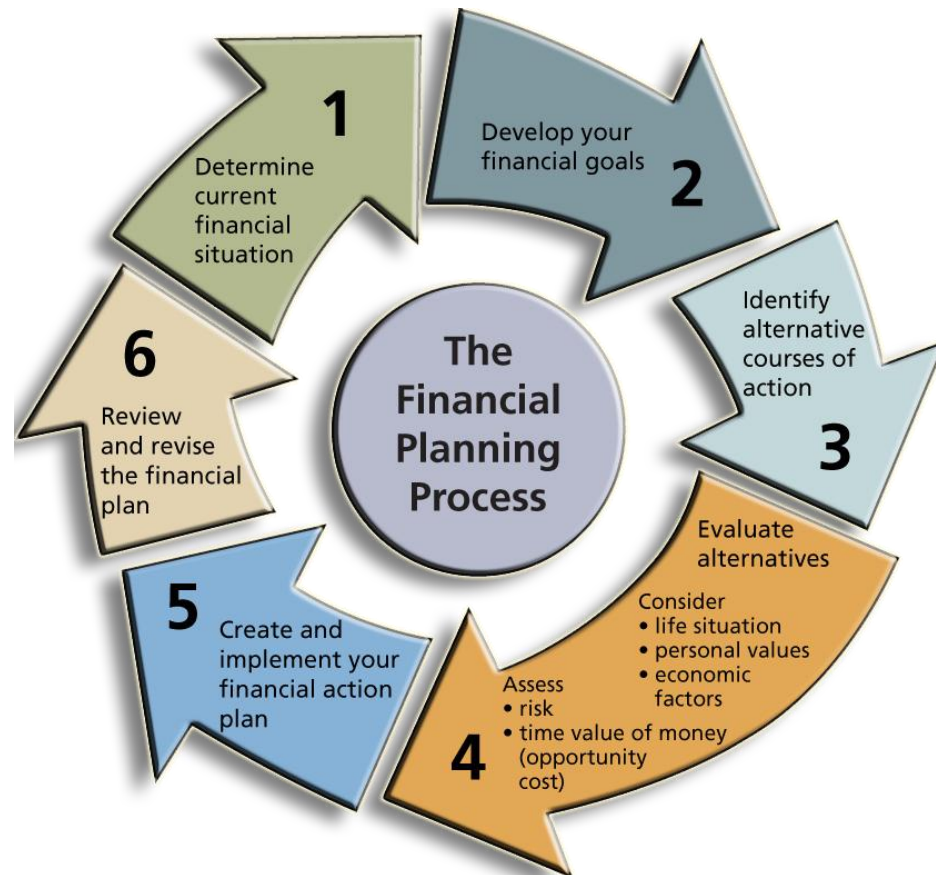 The
Financial
Planning
Process
1
Determine
current
financial
situation
Develop your
financial goals
2
Identify
alternative
courses of
action
3
Evaluate
alternatives
Consider
• life situation
• personal values
• economic
factors
Assess
• risk
• time value of money
(opportunity
cost)
4
5
Create and
implement your
financial action
plan
6
Review
and revise
the financial
plan